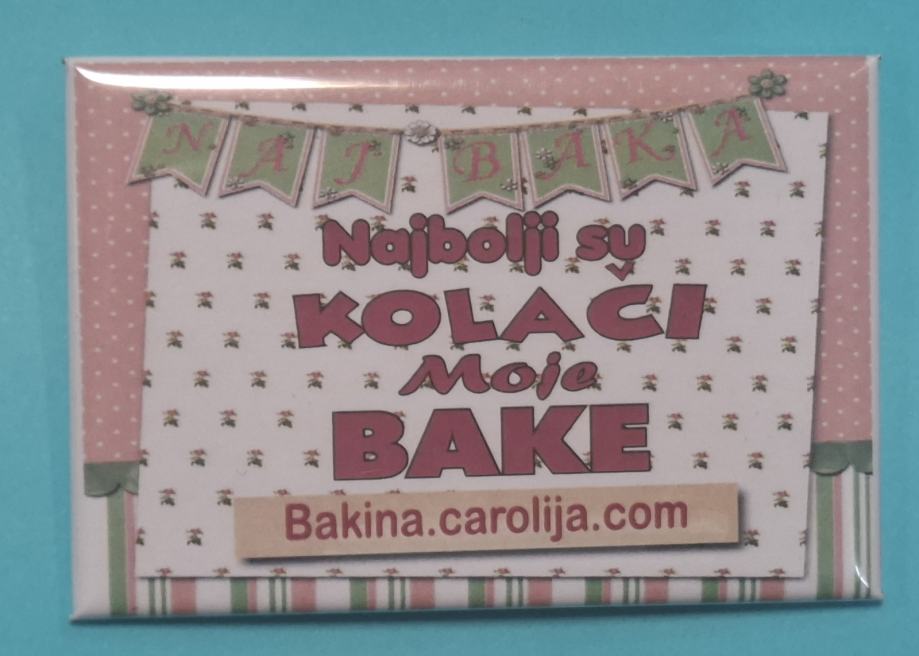 NAJ BAKA
Najbolji su
KOLAČI
Moje
BAKE
Bakina.carolija.com